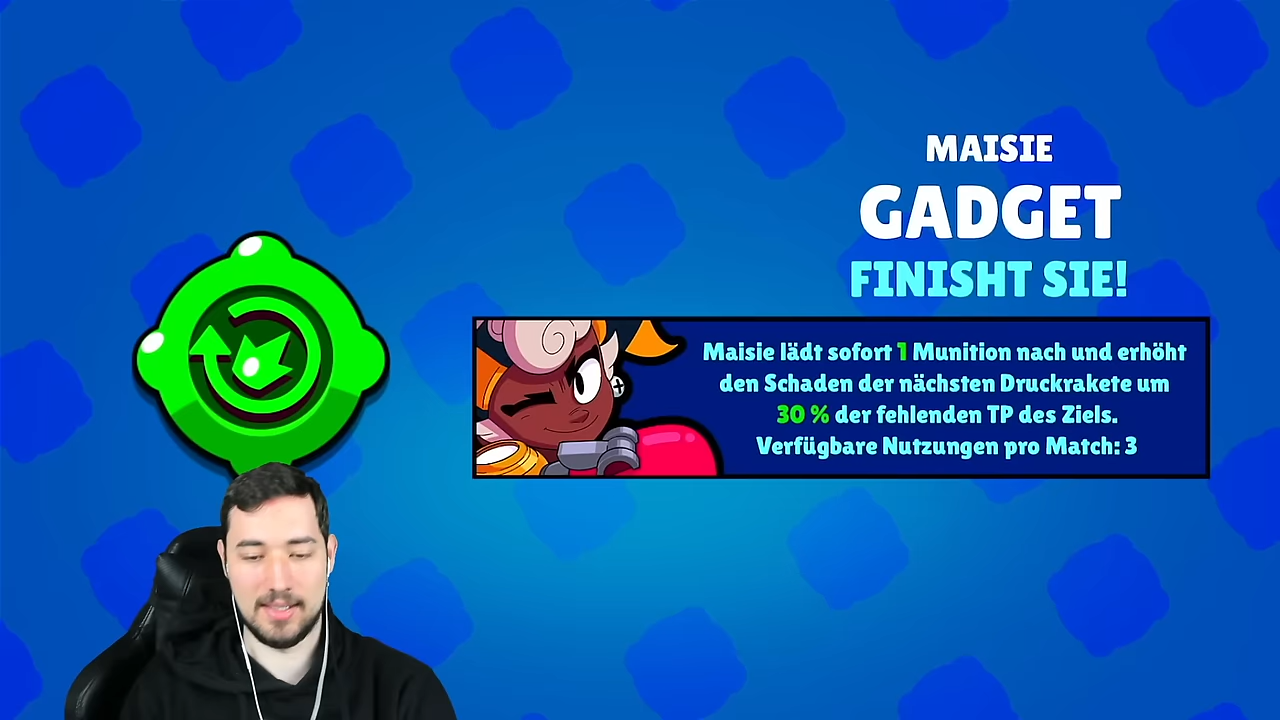 MAISIE
GADGET
FINISHT SIE!
Maisie lädt sofort 1 Munition nach und erhöht
den Schaden der nächsten Druckrakete um
30 % der fehlenden TP des Ziels.
Verfügbare Nutzungen pro Match: 3